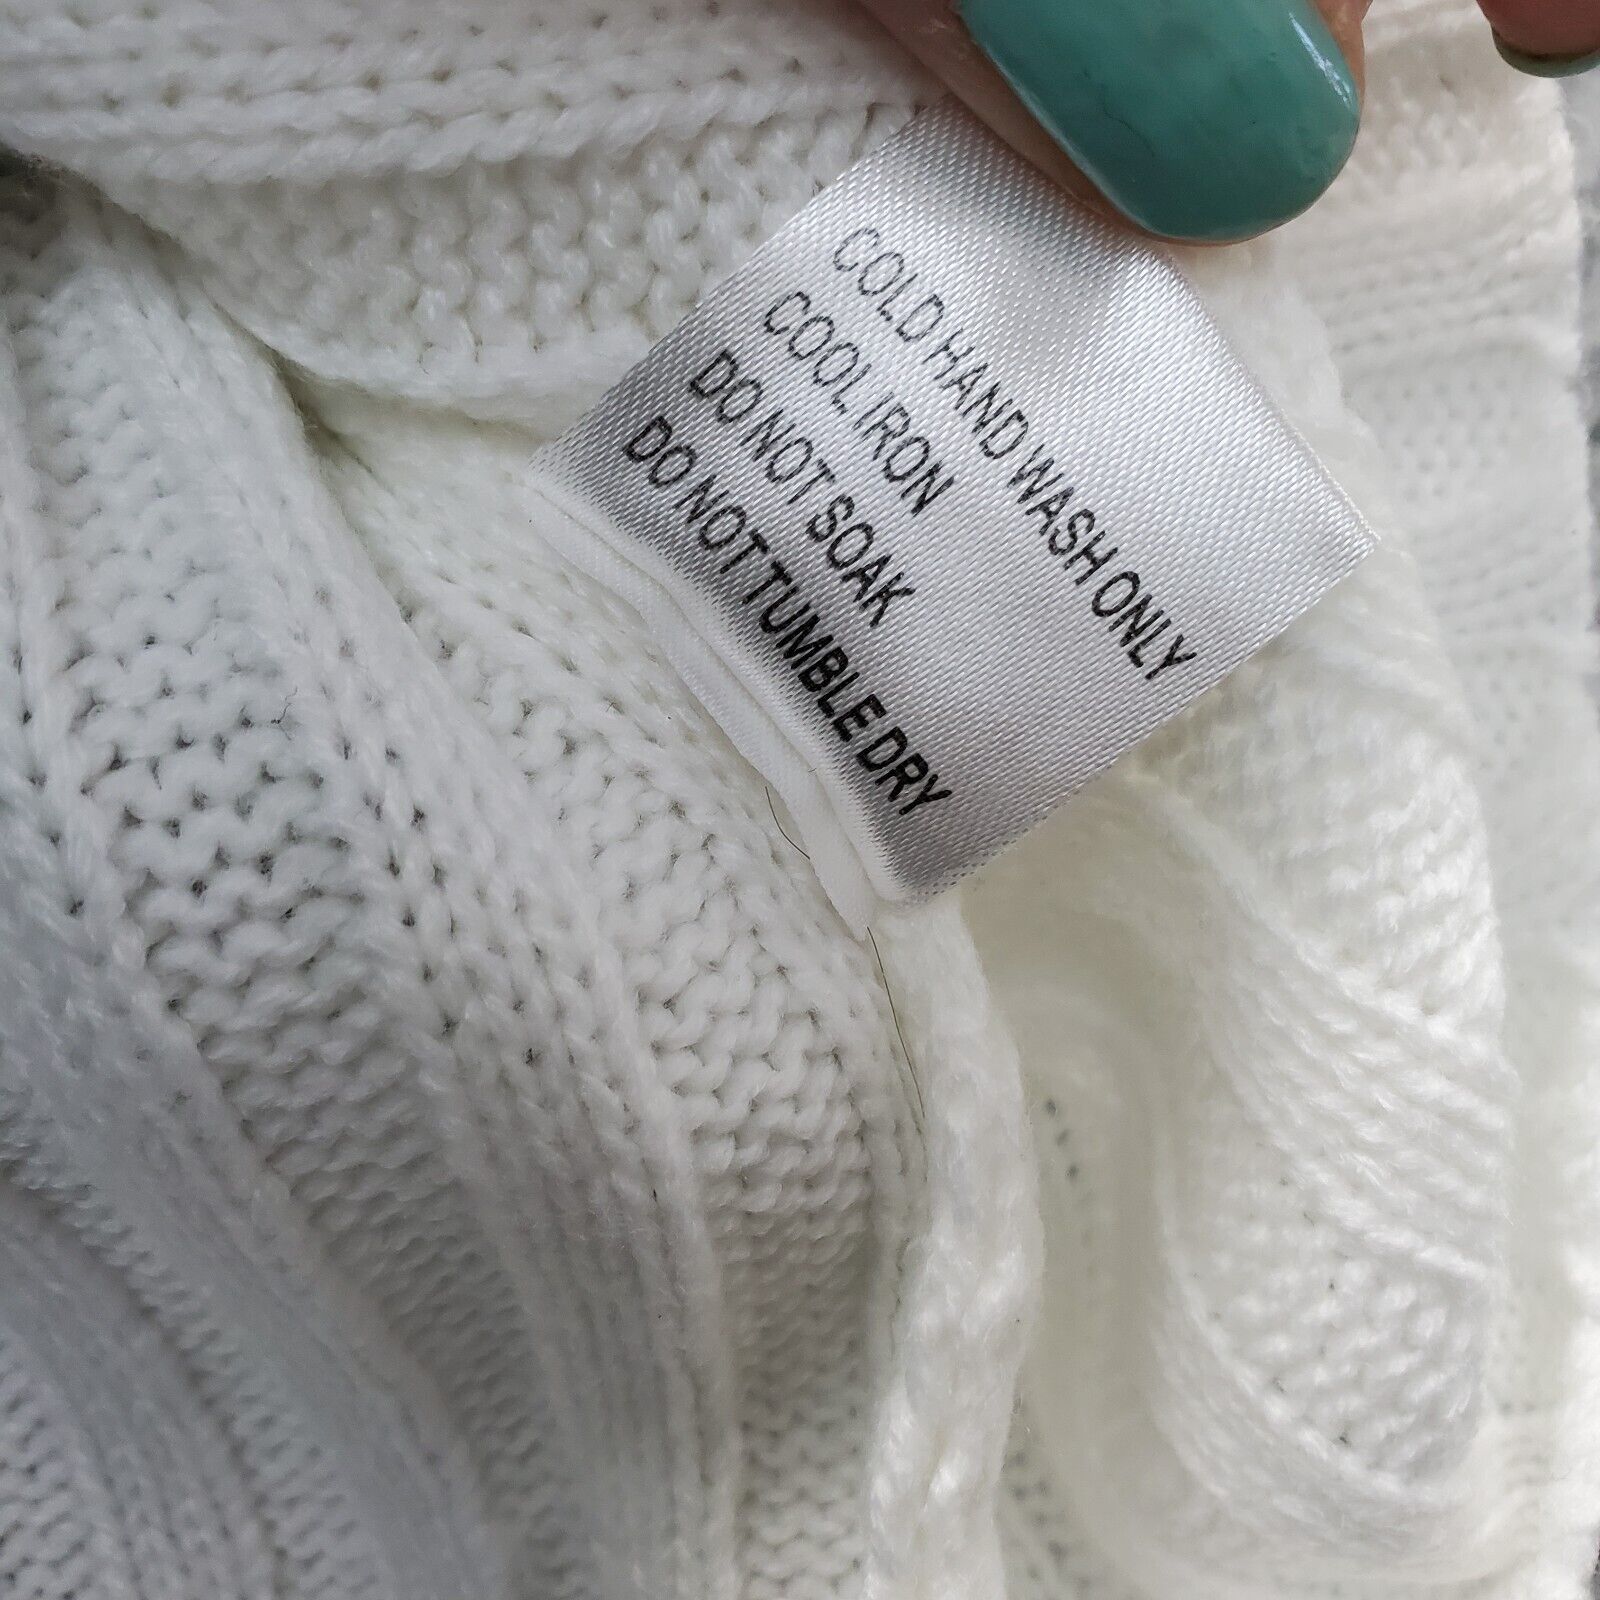 COLD HAND WASH ONLY
COOL IRON
DO NOT SOAK
DO NOT TUMBLE DRY